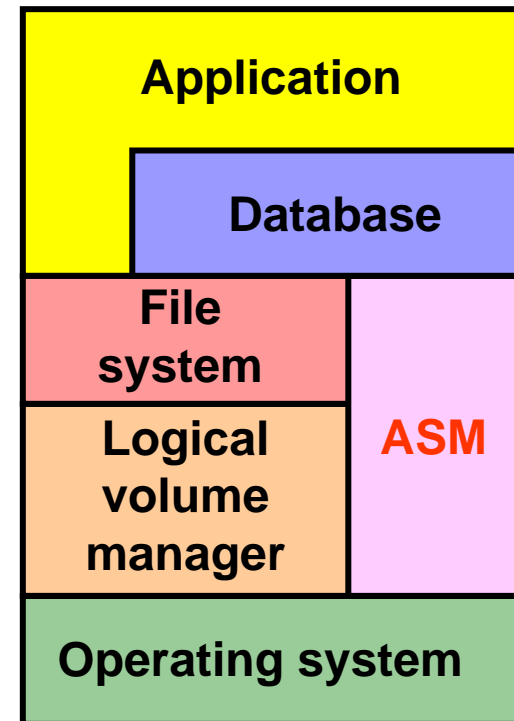 Application
Database
File
system
Logical
volume
manager
ASM
Operating system